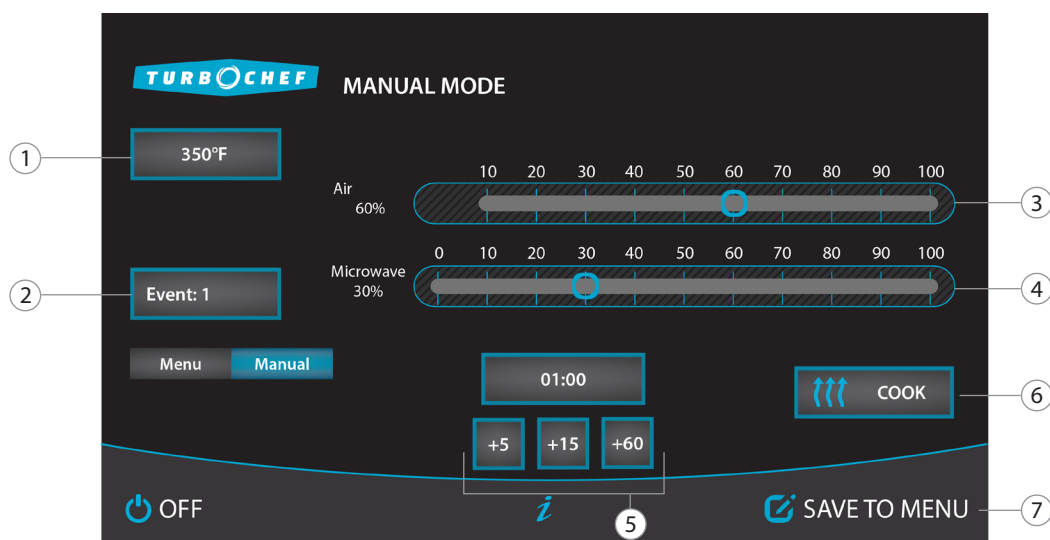 TURBOCHEF
MANUAL MODE
1
350°F
10 20 30 40 50 60 70 80 90 100
Air
60%
3
0 10 20 30 40 50 60 70 80 90 100
Microwave
30%
4
2
Event: 1
Menu Manual
01:00
COOK
6
+5 +15 +60
OFF
i
5
SAVE TO MENU
7